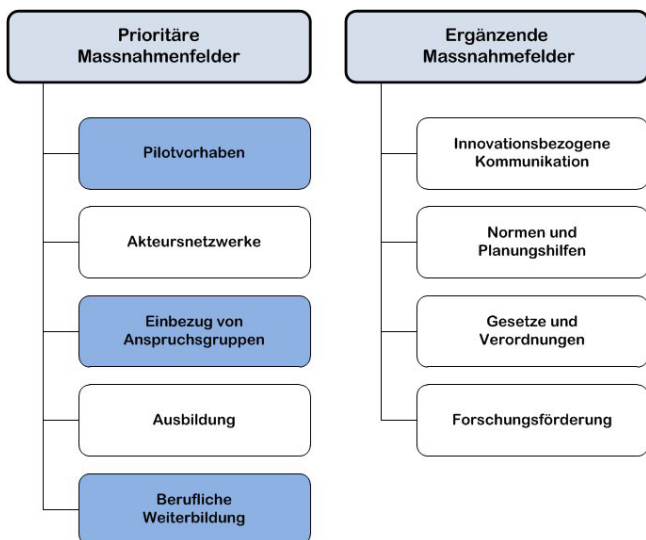 Prioritäre
Massnahmenfelder
Pilotvorhaben
Akteursnetzwerke
Einbezug von
Anspruchsgruppen
Ausbildung
Berufliche
Weiterbildung
Ergänzende
Massnahmefelder
Innovationsbezogene
Kommunikation
Normen und
Planungshilfen
Gesetze und
Verordnungen
Forschungsförderung